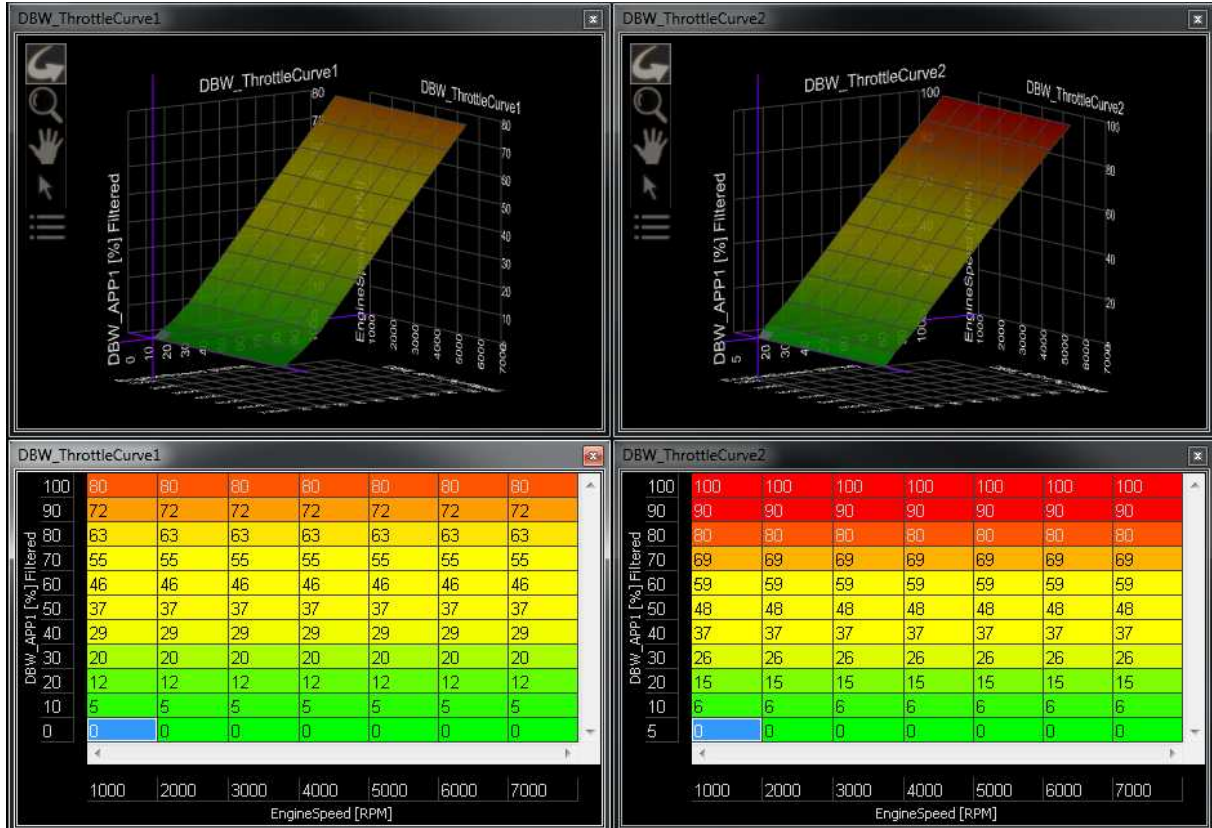 DBW_ThrottleCurve1
DBW_ThrottleCurve2
DBW_ThrottleCurve1
DBW_ThrottleCurve1
80
80
70
60
50
40
30
20
10
DBW_APP1 [%] Filtered
0
10
20
30
1000
2000
3000
4000
5000
6000
7000
DBW_ThrottleCurve2
DBW_ThrottleCurve2
100
100
80
60
40
20
DBW_APP1 [%] Filtered
5
20
30
1000
2000
3000
4000
5000
6000
7000
DBW_ThrottleCurve1
DBW_APP1 [%] Filtered
100 80 80 80 80 80 80 80
90 72 72 72 72 72 72 72
80 63 63 63 63 63 63 63
70 55 55 55 55 55 55 55
60 46 46 46 46 46 46 46
50 37 37 37 37 37 37 37
40 29 29 29 29 29 29 29
30 20 20 20 20 20 20 20
20 12 12 12 12 12 12 12
10 5 5 5 5 5 5 5
0 0 0 0 0 0 0 0
1000 2000 3000 4000 5000 6000 7000
EngineSpeed [RPM]
DBW_ThrottleCurve2
DBW_APP1 [%] Filtered
100 100 100 100 100 100 100 100
90 90 90 90 90 90 90 90
80 80 80 80 80 80 80 80
70 69 69 69 69 69 69 69
60 59 59 59 59 59 59 59
50 48 48 48 48 48 48 48
40 37 37 37 37 37 37 37
30 26 26 26 26 26 26 26
20 15 15 15 15 15 15 15
10 6 6 6 6 6 6 6
5 0 0 0 0 0 0 0
1000 2000 3000 4000 5000 6000 7000
EngineSpeed [RPM]